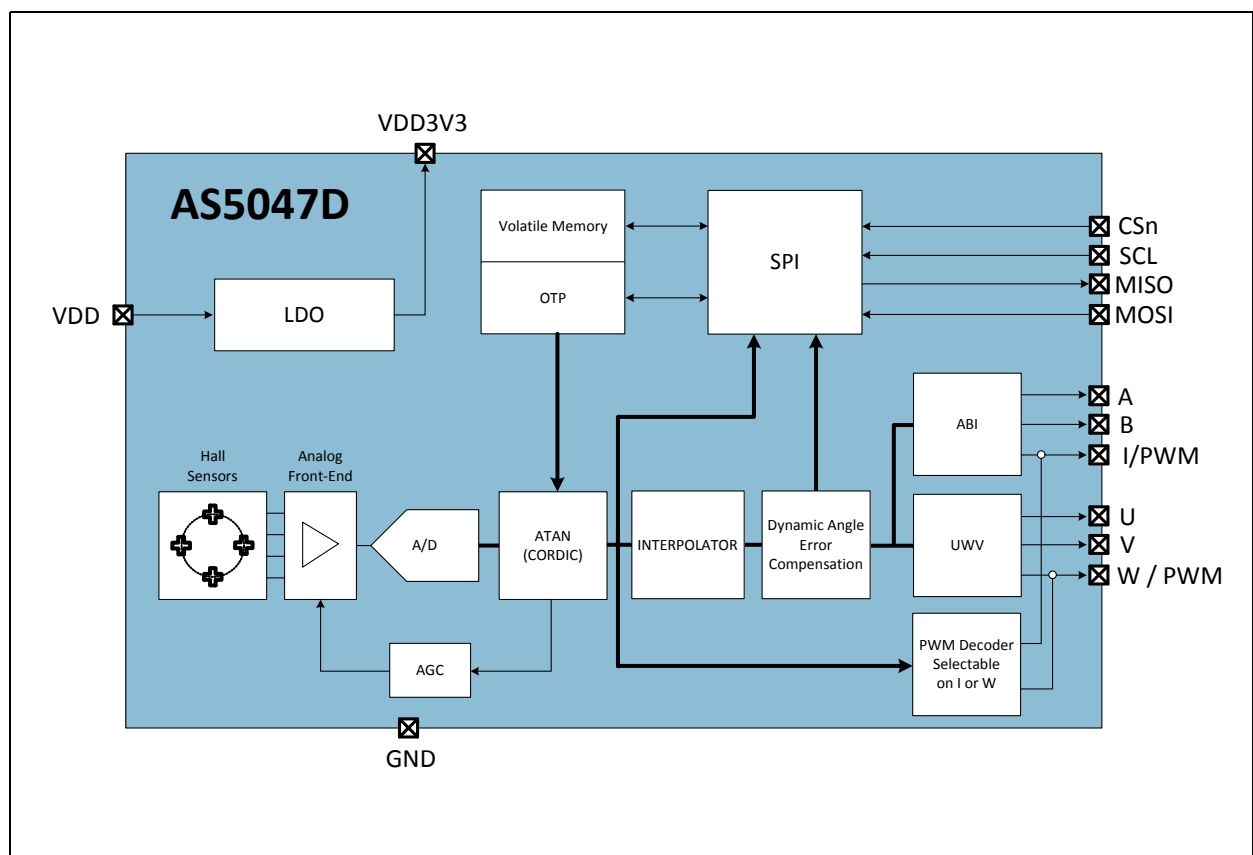 VDD3V3
AS5047D
VDD
LDO
Volatile Memory
OTP
SPI
CSn
SCL
MISO
MOSI
Hall
Sensors
Analog
Front-End
A/D
ATAN
(CORDIC)
INTERPOLATOR
Dynamic Angle
Error
Compensation
ABI
A
B
I/PWM
UWV
U
V
W / PWM
AGC
PWM Decoder
Selectable
on I or W
GND